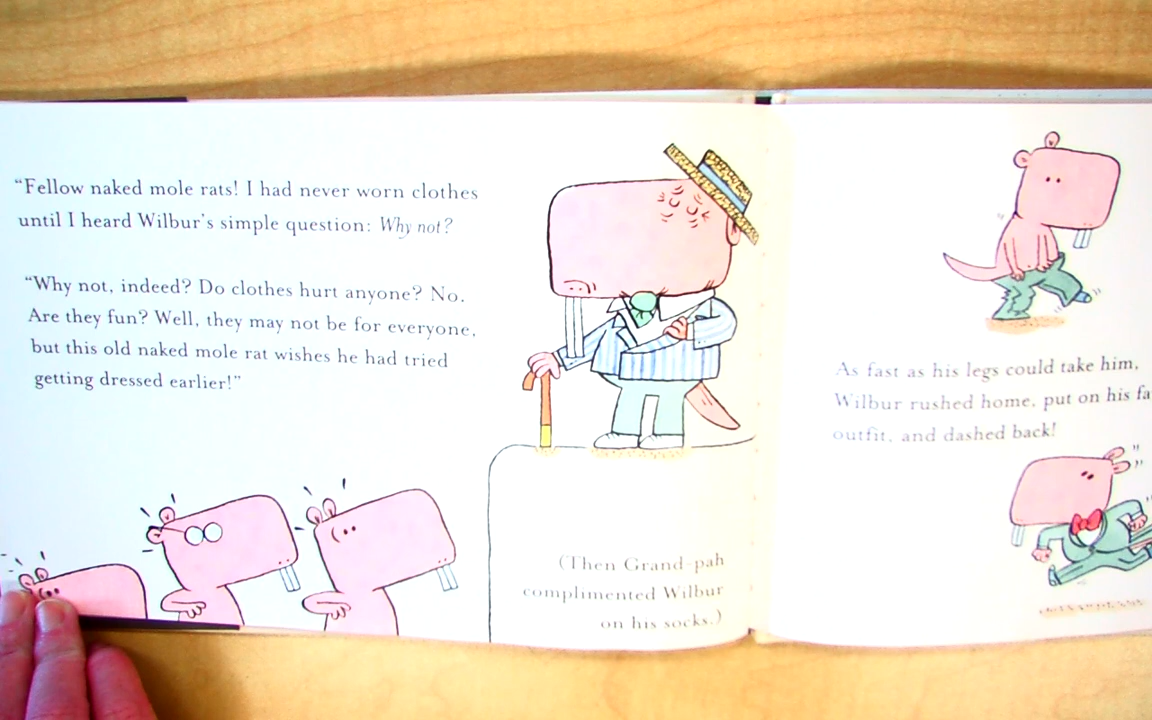 “Fellow naked mole rats! I had never worn clothes
until I heard Wilbur’s simple question: Why not?
“Why not, indeed? Do clothes hurt anyone? No.
Are they fun? Well, they may not be for everyone,
but this old naked mole rat wishes he had tried
getting dressed earlier!”
(Then Grand-pah
complimented Wilbur
on his socks.)
As fast as his legs could take him,
Wilbur rushed home, put on his
outfit, and dashed back!